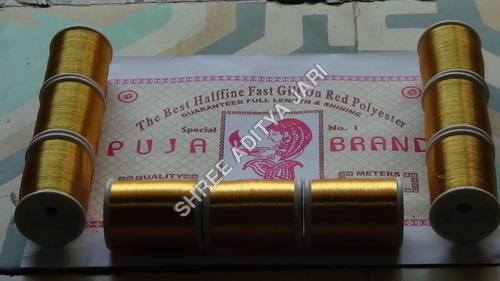 The Best Halffine Fast Gilt On Red Polyester
GUARANTEED FULL LENGTH & SHINING
Special No. 1
PUJA BRAND
QUALITY METERS
SHREE ADITYA JARI